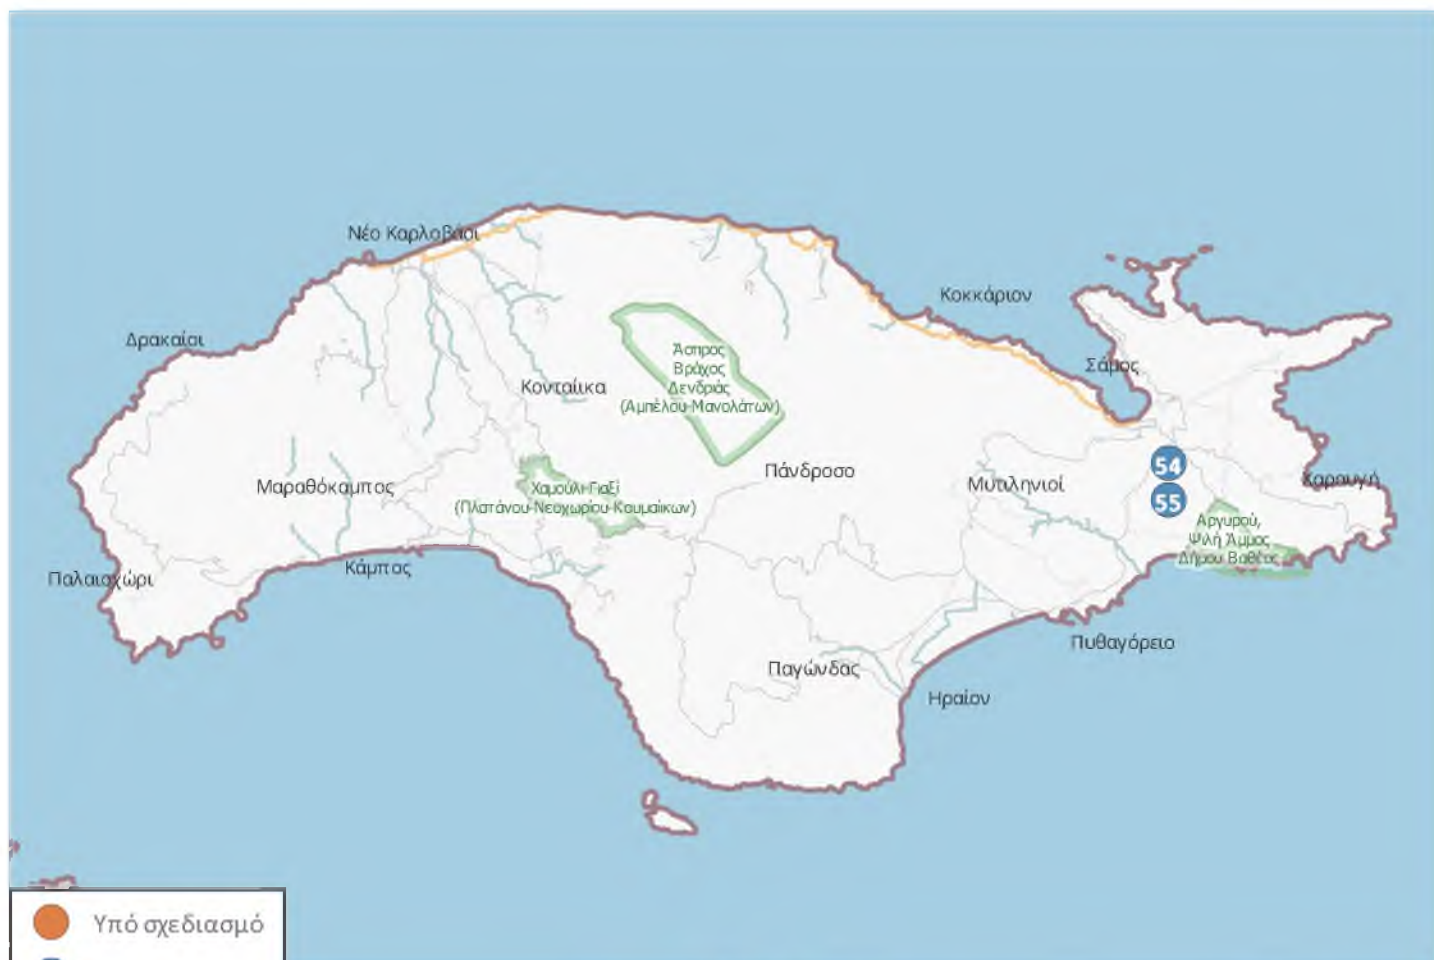 Νέο Καρλοβάσι
Κοκκάριον
Δρακαίοι
Άσπρος
Βράχος
Δενδριάς
(Αμπέλου-Μανολάτων)
Σάμος
Κονταίικα
54
Πάνδροσο
Μαραθόκαμπος
Χαμούλι-Γιαξί
(Πλατάνου-Νεοχωρίου-Κουμαίικων)
Μυτιληνιοί
Χαραυγή
55
Αργυρού,
Ψιλή Άμμος
Δήμου Βαθέος
Κάμπος
Παλαιοχώρι
Πυθαγόρειο
Παγώνδας
Ηραίον
Υπό σχεδιασμό